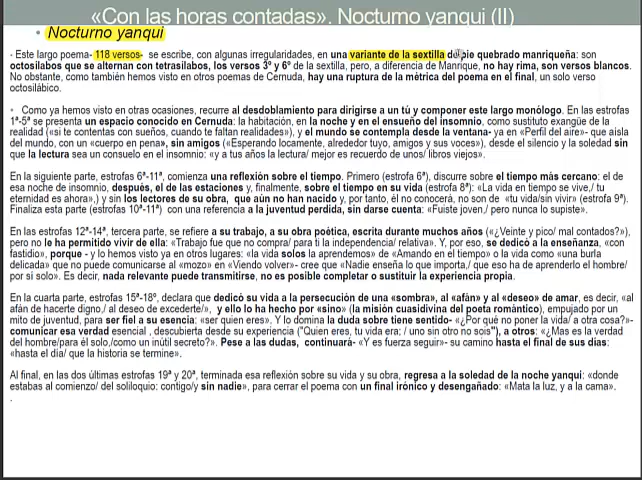 «Con las horas contadas». Nocturno yanqui (II)
• Nocturno yanqui
- Este largo poema- 118 versos- se escribe, con algunas irregularidades, en una variante de la sextilla de pie quebrado manriqueña: son
octosílabos que se alternan con tetrasílabos, los versos 3º y 6º de la sextilla, pero, a diferencia de Manrique, no hay rima, son versos blancos.
No obstante, como también hemos visto en otros poemas de Cernuda, hay una ruptura de la métrica del poema en el final, un solo verso
octosilábico.
• Como ya hemos visto en otras ocasiones, recurre al desdoblamiento para dirigirse a un tú y componer este largo monólogo. En las estrofas
1ª-5ª se presenta un espacio conocido en Cernuda: la habitación, en la noche y en el ensueño del insomnio, como sustituto exangüe de la
realidad («si te contentas con sueños, cuando te faltan realidades»), y el mundo se contempla desde la ventana- ya en «Perfil del aire»- que aisla
del mundo, con un «cuerpo en pena», sin amigos («Esperando locamente, alrededor tuyo, amigos y sus voces»), desde el silencio y la soledad sin
que la lectura sea un consuelo en el insomnio: «y a tus años la lectura/ mejor es recuerdo de unos/ libros viejos».
En la siguiente parte, estrofas 6ª-11ª, comienza una reflexión sobre el tiempo. Primero (estrofa 6ª), discurre sobre el tiempo más cercano: el de
esa noche de insomnio, después, el de las estaciones y, finalmente, sobre el tiempo en su vida (estrofa 8ª): «La vida en tiempo se vive,/ tu
eternidad es ahora»,) y sin los lectores de su obra, que aún no han nacido y, por tanto, él no conocerá, no son de «tu vida/sin vivir» (estrofa 9ª).
Finaliza esta parte (estrofas 10ª-11ª) con una referencia a la juventud perdida, sin darse cuenta: «Fuiste joven,/ pero nunca lo supiste».
En las estrofas 12ª-14ª, tercera parte, se refiere a su trabajo, a su obra poética, escrita durante muchos años («¿Veinte y pico/ mal contados?»),
pero no le ha permitido vivir de ella: «Trabajo fue que no compra/ para ti la independencia/ relativa». Y, por eso, se dedicó a la enseñanza, «con
fastidio», porque - y lo hemos visto ya en otros lugares: «la vida solos la aprendemos» de «Amando en el tiempo» o la vida como «una burla
delicada» que no puede comunicarse al «mozo» en «Viendo volver»- cree que «Nadie enseña lo que importa,/ que eso ha de aprenderlo el hombre/
por sí solo». Es decir, nada relevante puede transmitirse, no es posible completar o sustituir la experiencia propia.
En la cuarta parte, estrofas 15ª-18ª, declara que dedicó su vida a la persecución de una «sombra», al «afán» y al «deseo» de amar, es decir, «al
afán de hacerte digno,/ al deseo de excederte/», y ello lo ha hecho por «sino» (la misión cuasidivina del poeta romántico), empujado por un
mito de juventud, para ser fiel a su esencia: «ser quien eres». Y lo domina la duda sobre tiene sentido- «¿Por qué no poner la vida/ a otra cosa?»-
comunicar esa verdad esencial , descubierta desde su experiencia ("Quien eres, tu vida era; / uno sin otro no sois"), a otros: «¿Mas es la verdad
del hombre/para él solo,/como un inútil secreto?». Pese a las dudas, continuará- «Y es fuerza seguir»- su camino hasta el final de sus días:
«hasta el día/ que la historia se termine».
Al final, en las dos últimas estrofas 19ª y 20ª, terminada esa reflexión sobre su vida y su obra, regresa a la soledad de la noche yanqui: «donde
estabas al comienzo/ del soliloquio: contigo/y sin nadie», para cerrar el poema con un final irónico y desengañado: «Mata la luz, y a la cama».
.